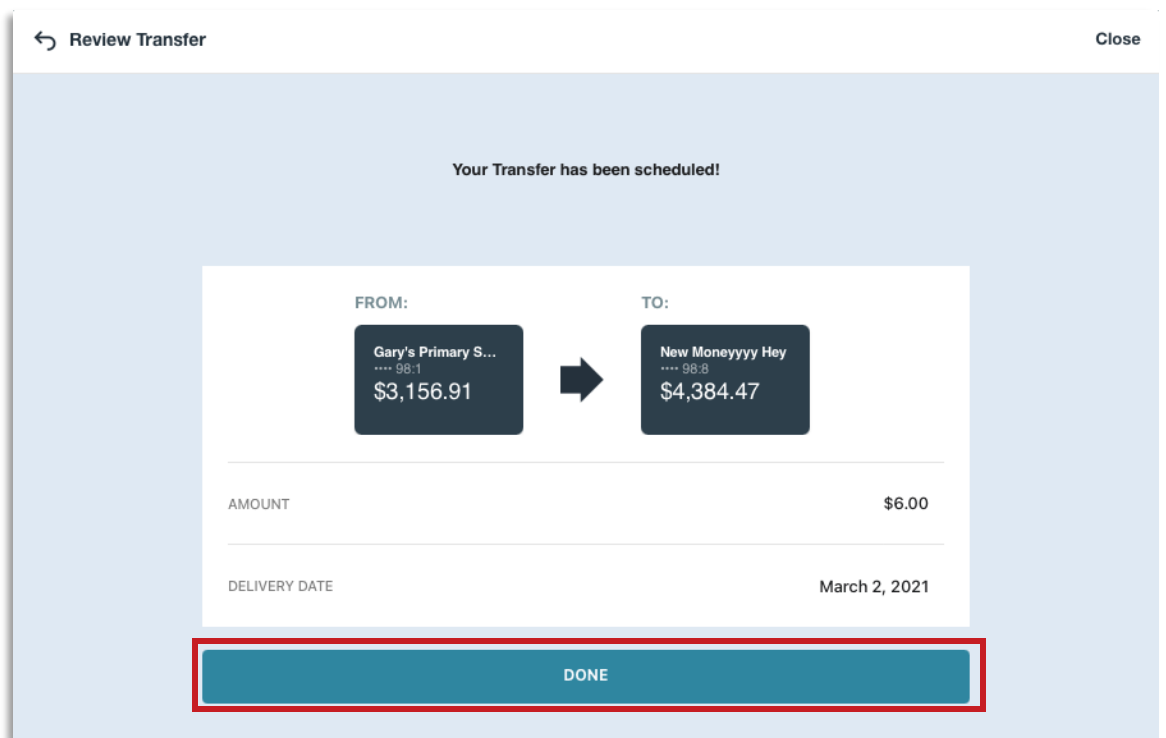 Review Transfer
Close
Your Transfer has been scheduled!
FROM:
TO:
Gary's Primary S...
···· 98:1
$3,156.91
New Moneyyyy Hey
···· 98:8
$4,384.47
AMOUNT
$6.00
DELIVERY DATE
March 2, 2021
DONE